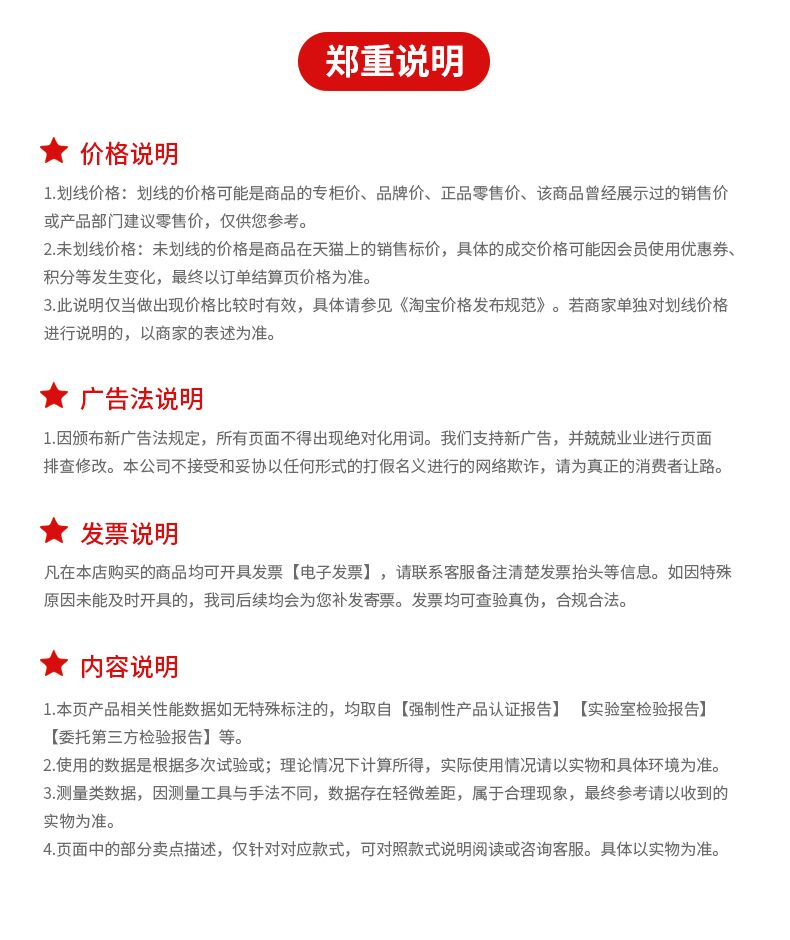 郑重说明
价格说明
1.划线价格：划线的价格可能是商品的专柜价、品牌价、正品零售价、该商品曾经展示过的销售价
或产品部门建议零售价，仅供您参考。
2.未划线价格：未划线的价格是商品在天猫上的销售标价，具体的成交价格可能因会员使用优惠券、
积分等发生变化，最终以订单结算页价格为准。
3.此说明仅当做出现价格比较时有效，具体请参见《淘宝价格发布规范》。若商家单独对划线价格
进行说明的，以商家的表述为准。
广告法说明
1.因颁布新广告法规定，所有页面不得出现绝对化用词。我们支持新广告，并兢兢业业进行页面
排查修改。本公司不接受和妥协以任何形式的打假名义进行的网络欺诈，请为真正的消费者让路。
发票说明
凡在本店购买的商品均可开具发票【电子发票】，请联系客服备注清楚发票抬头等信息。如因特殊
原因未能及时开具的，我司后续均会为您补发寄票。发票均可查验真伪，合规合法。
内容说明
1.本页产品相关性能数据如无特殊标注的，均取自【强制性产品认证报告】 【实验室检验报告】
【委托第三方检验报告】等。
2.使用的数据是根据多次试验或；理论情况下计算所得，实际使用情况请以实物和具体环境为准。
3.测量类数据，因测量工具与手法不同，数据存在轻微差距，属于合理现象，最终参考请以收到的
实物为准。
4.页面中的部分卖点描述，仅针对对应款式，可对照款式说明阅读或咨询客服。具体以实物为准。